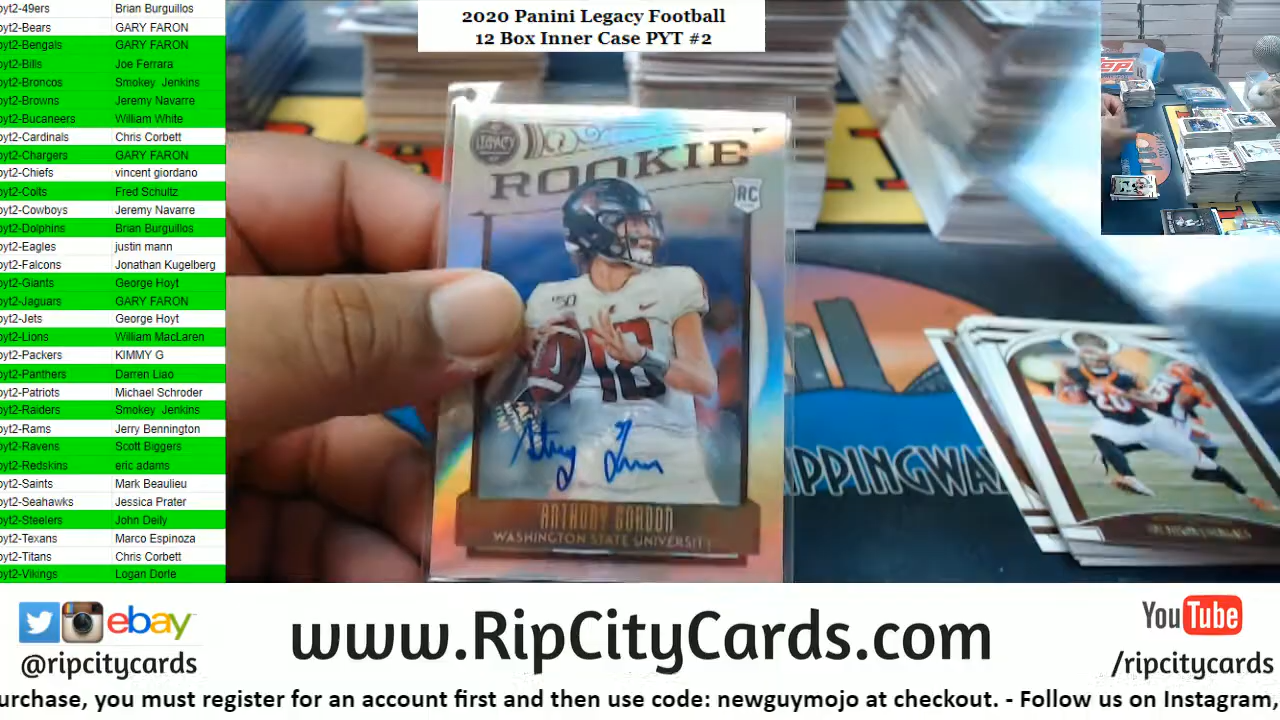 2020 Panini Legacy Football
12 Box Inner Case PYT #2
pyt2-49ers Brian Burguillos
pyt2-Bears GARY FARON
pyt2-Bengals GARY FARON
pyt2-Bills Joe Ferrara
pyt2-Broncos Smokey Jenkins
pyt2-Browns Jeremy Navarre
pyt2-Bucaneers William White
pyt2-Cardinals Chris Corbett
pyt2-Chargers GARY FARON
pyt2-Chiefs vincent giordano
pyt2-Colts Fred Schultz
pyt2-Cowboys Jeremy Navarre
pyt2-Dolphins Brian Burguillos
pyt2-Eagles justin mann
pyt2-Falcons Jonathan Kugelberg
pyt2-Giants George Hoyt
pyt2-Jaguars GARY FARON
pyt2-Jets George Hoyt
pyt2-Lions William MacLaren
pyt2-Packers KIMMY G
pyt2-Panthers Darren Liao
pyt2-Patriots Michael Schroder
pyt2-Raiders Smokey Jenkins
pyt2-Rams Jerry Bennington
pyt2-Ravens Scott Biggers
pyt2-Redskins eric adams
pyt2-Saints Mark Beaulieu
pyt2-Seahawks Jessica Prater
pyt2-Steelers John Deily
pyt2-Texans Marco Espinoza
pyt2-Titans Chris Corbett
pyt2-Vikings Logan Dorle
LEGACY
ROOKIE
RC
150
18
ANTHONY GORDON
WASHINGTON STATE UNIVERSITY
20
IPPINGWA
ebay
@ripcitycards
www.RipCityCards.com
YouTube
/ripcitycards
urchase, you must register for an account first and then use code: newguymojo at checkout. - Follow us on Instagram,